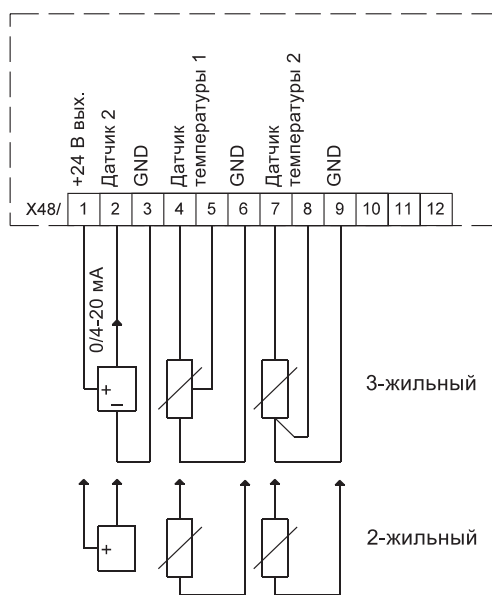 +24 В вых.
Датчик 2
GND
Датчик
температуры 1
GND
Датчик
температуры 2
GND
X48/ 1 2 3 4 5 6 7 8 9 10 11 12
0/4-20 мА
+
−
3-жильный
+
2-жильный